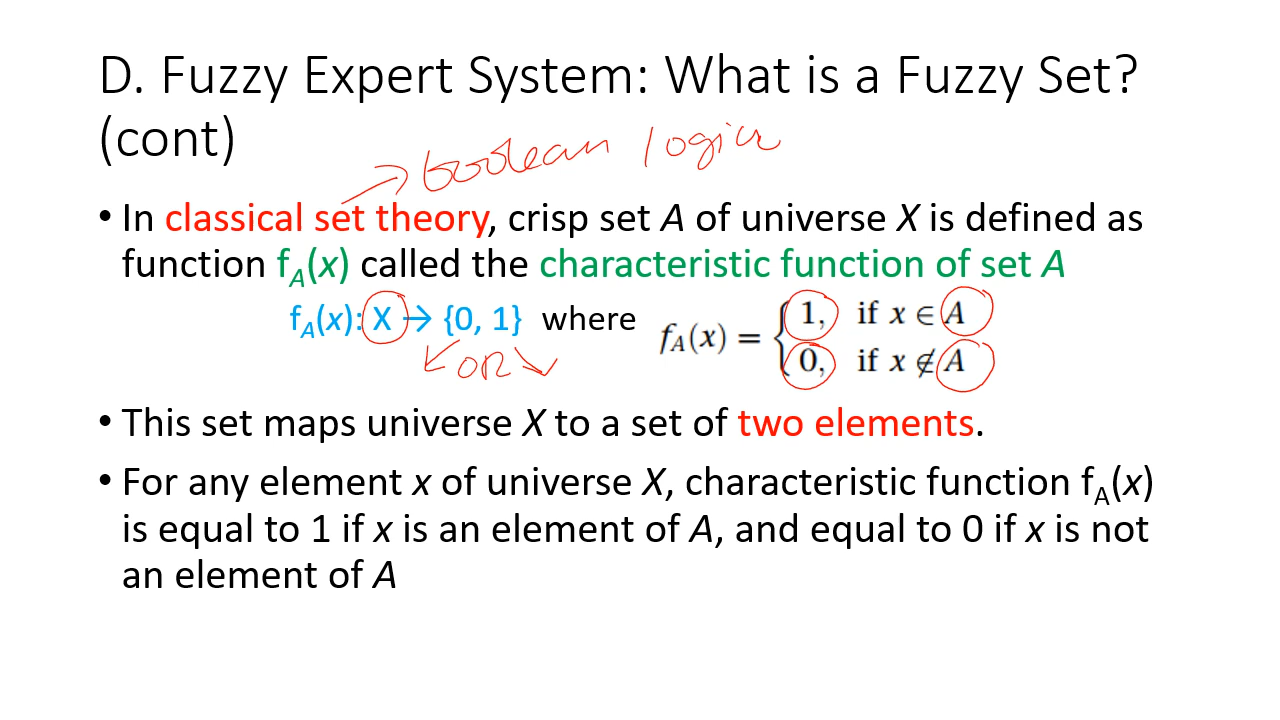 D. Fuzzy Expert System: What is a Fuzzy Set?
(cont)
boolean logic
• In classical set theory, crisp set A of universe X is defined as
function fA(x) called the characteristic function of set A
fA(x): X → {0, 1} where
fA(x) = { 1, if x ∈ A
0, if x ∉ A
OR
• This set maps universe X to a set of two elements.
• For any element x of universe X, characteristic function fA(x)
is equal to 1 if x is an element of A, and equal to 0 if x is not
an element of A